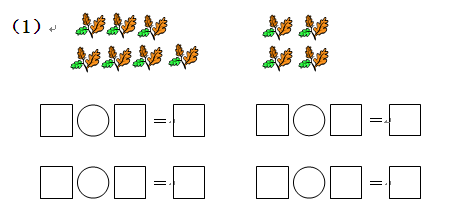 （1）
＝ ＝
＝ ＝